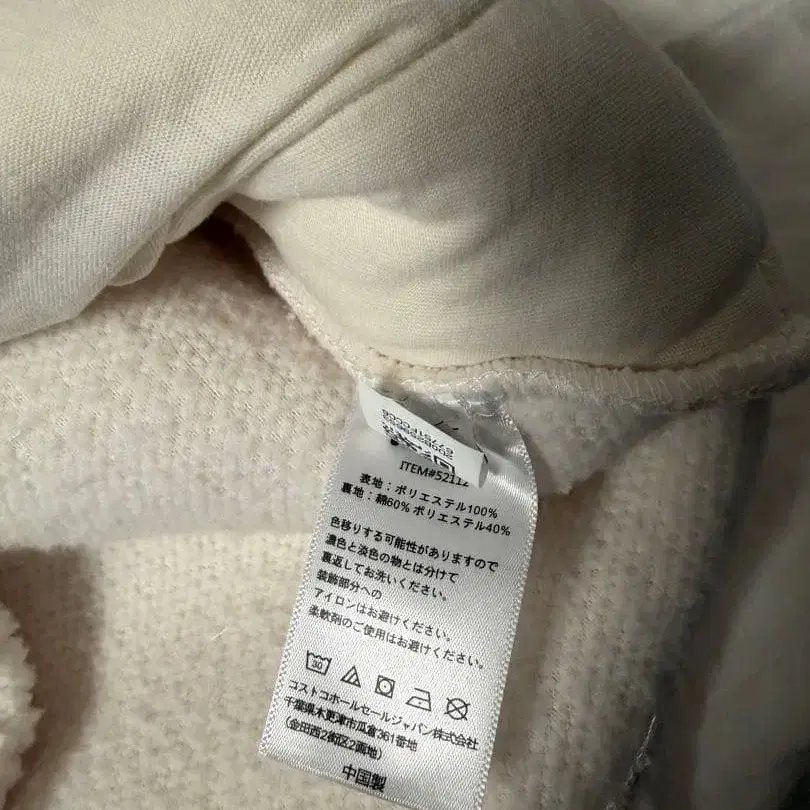 ITEM#52112
表地:ポリエステル100%
裏地:綿60% ポリエステル40%
色移りする可能性がありますので
濃色と淡色の物とは分けて
裏返してお洗いください。
装飾部分への
アイロンはお避けください。
柔軟剤のご使用はお避けください。
30
コストコホールセールジャパン株式会社
千葉県木更津市瓜倉361番地
(金田西2街区2画地)
中国製